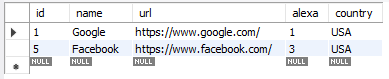 id name url alexa country
1 Google https://www.google.com/ 1 USA
5 Facebook https://www.facebook.com/ 3 USA
NULL NULL NULL NULL NULL